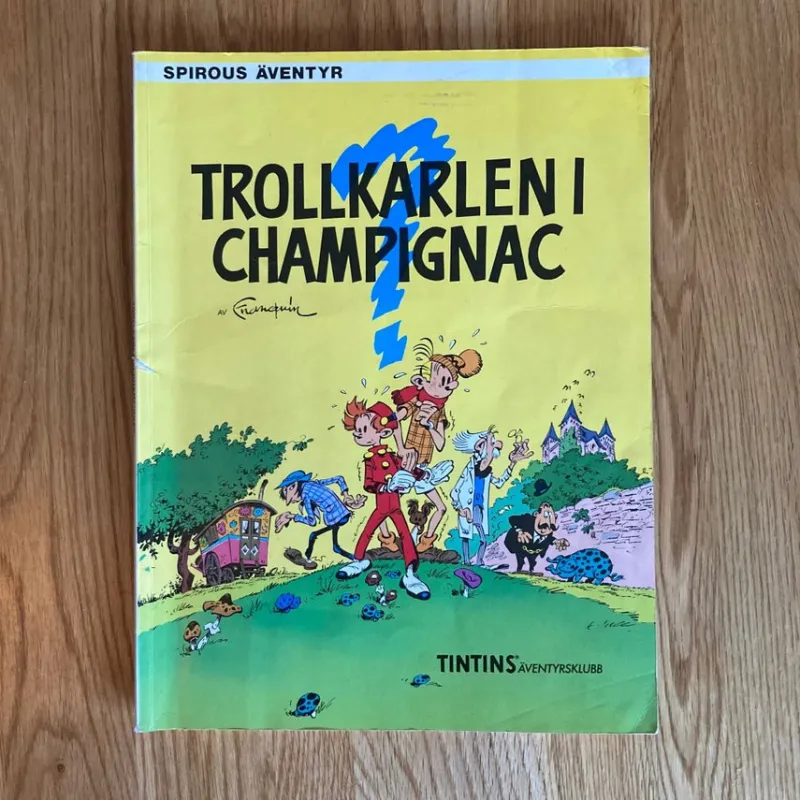 SPIROUS ÄVENTYR
TROLLKARLEN I
CHAMPIGNAC
AV Franquin
TINTINS® ÄVENTYRSKLUBB